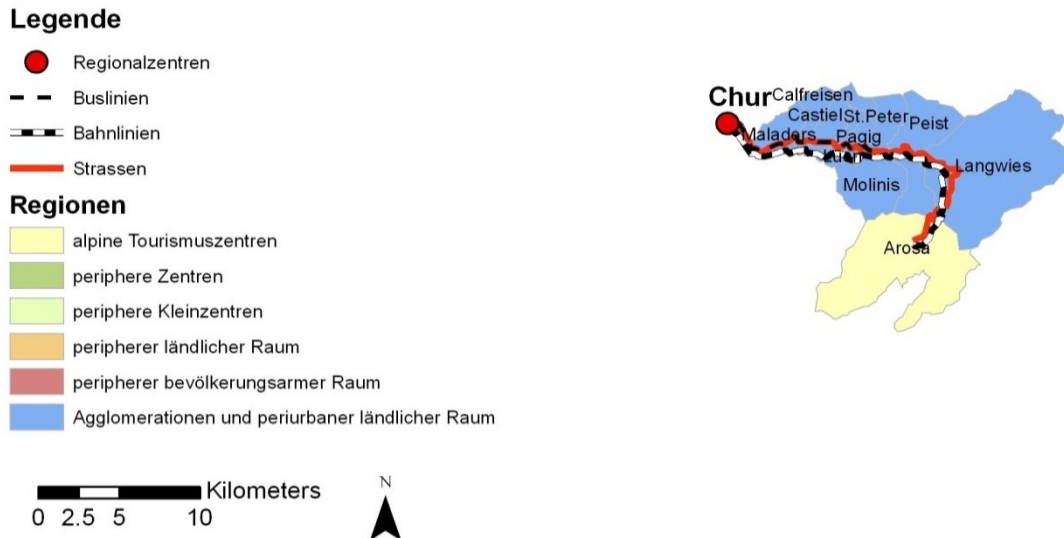 Legende
Regionalzentren
Buslinien
Bahnlinien
Strassen
Regionen
alpine Tourismuszentren
periphere Zentren
periphere Kleinzentren
peripherer ländlicher Raum
peripherer bevölkerungsarmer Raum
Agglomerationen und periurbaner ländlicher Raum
Kilometers
0 2.5 5 10
N
Chur
Calfreisen
Castiel
St.Peter
Peist
Maladers
Pagig
Langwies
Molinis
Arosa